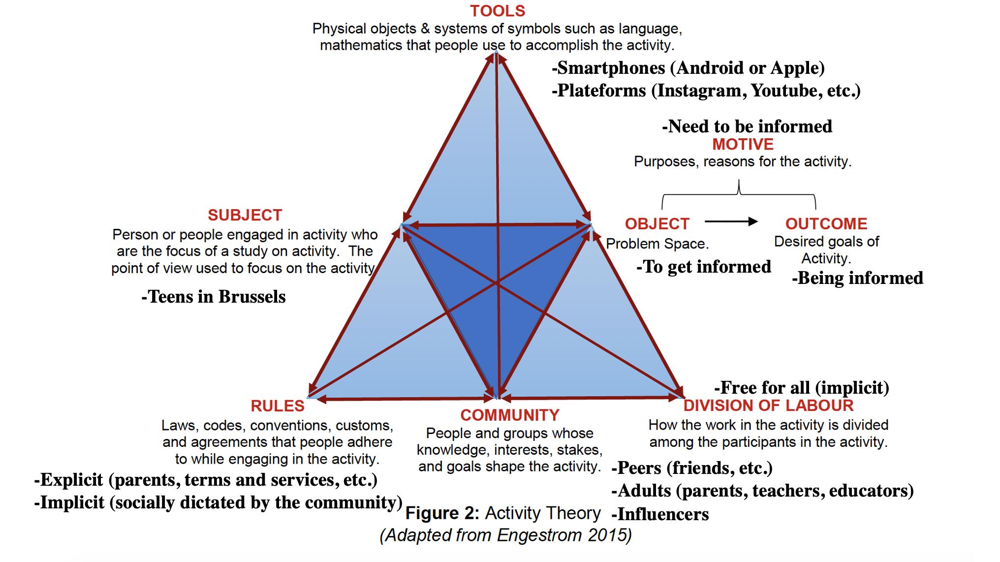 TOOLS
Physical objects & systems of symbols such as language,
mathematics that people use to accomplish the activity.
-Smartphones (Android or Apple)
-Plateforms (Instagram, Youtube, etc.)
-Need to be informed
MOTIVE
Purposes, reasons for the activity.
SUBJECT
Person or people engaged in activity who
are the focus of a study on activity. The
point of view used to focus on the activity
-Teens in Brussels
OBJECT
Problem Space.
-To get informed
OUTCOME
Desired goals of
Activity.
-Being informed
RULES
Laws, codes, conventions, customs,
and agreements that people adhere
to while engaging in the activity.
-Explicit (parents, terms and services, etc.)
-Implicit (socially dictated by the community)
COMMUNITY
People and groups whose
knowledge, interests, stakes,
and goals shape the activity.
-Peers (friends, etc.)
-Adults (parents, teachers, educators)
-Influencers
-Free for all (implicit)
DIVISION OF LABOUR
How the work in the activity is divided
among the participants in the activity.
Figure 2: Activity Theory
(Adapted from Engestrom 2015)